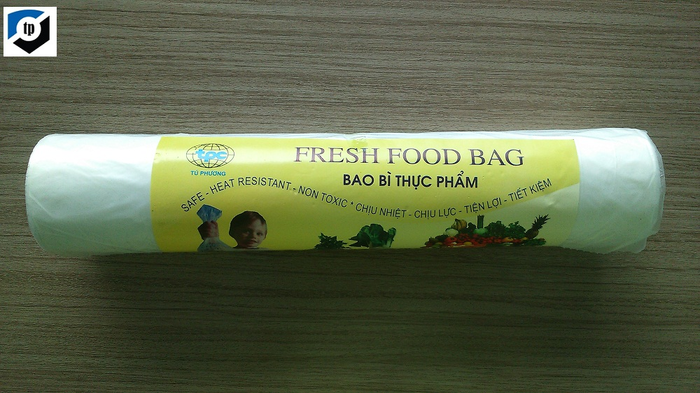 tp
tpc
TỨ PHƯƠNG
FRESH FOOD BAG
BAO BÌ THỰC PHẨM
SAFE - HEAT RESISTANT - NON TOXIC * CHỊU NHIỆT - CHỊU LỰC - TIỆN LỢI - TIẾT KIỆM